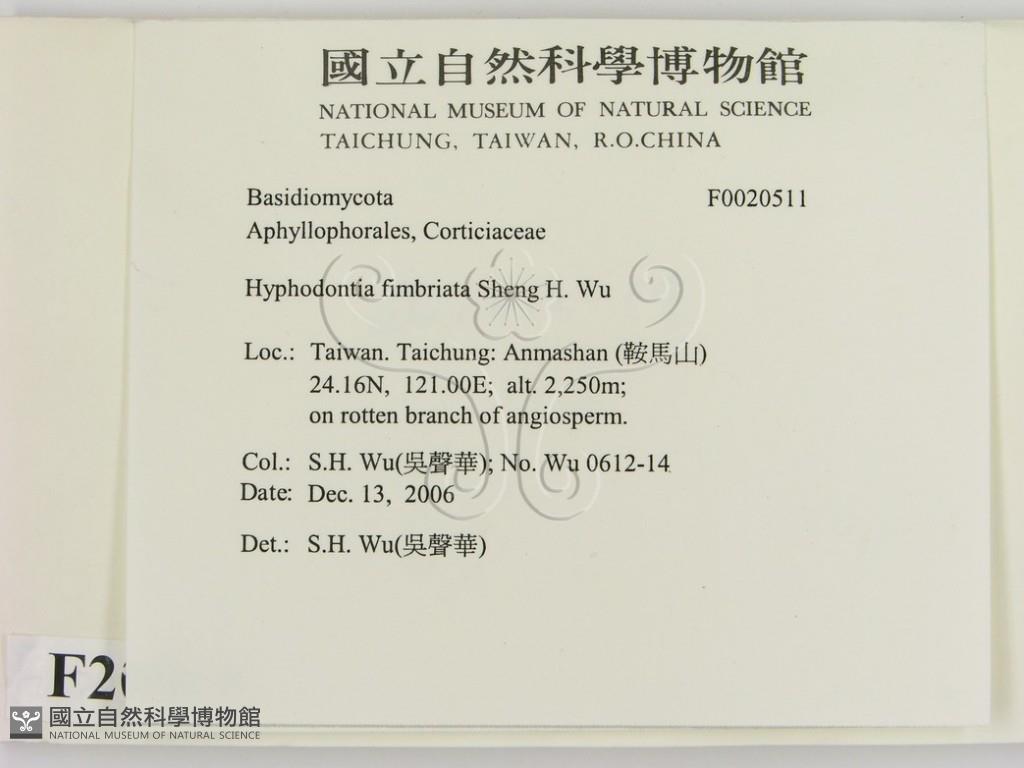 國立自然科學博物館
NATIONAL MUSEUM OF NATURAL SCIENCE
TAICHUNG, TAIWAN, R.O.CHINA
Basidiomycota F0020511
Aphyllophorales, Corticiaceae
Hyphodontia fimbriata Sheng H. Wu
Loc.: Taiwan. Taichung: Anmashan (鞍馬山)
24.16N, 121.00E; alt. 2,250m;
on rotten branch of angiosperm.
Col.: S.H. Wu(吳聲華); No. Wu 0612-14
Date: Dec. 13, 2006
Det.: S.H. Wu(吳聲華)
F2
國立自然科學博物館
NATIONAL MUSEUM OF NATURAL SCIENCE